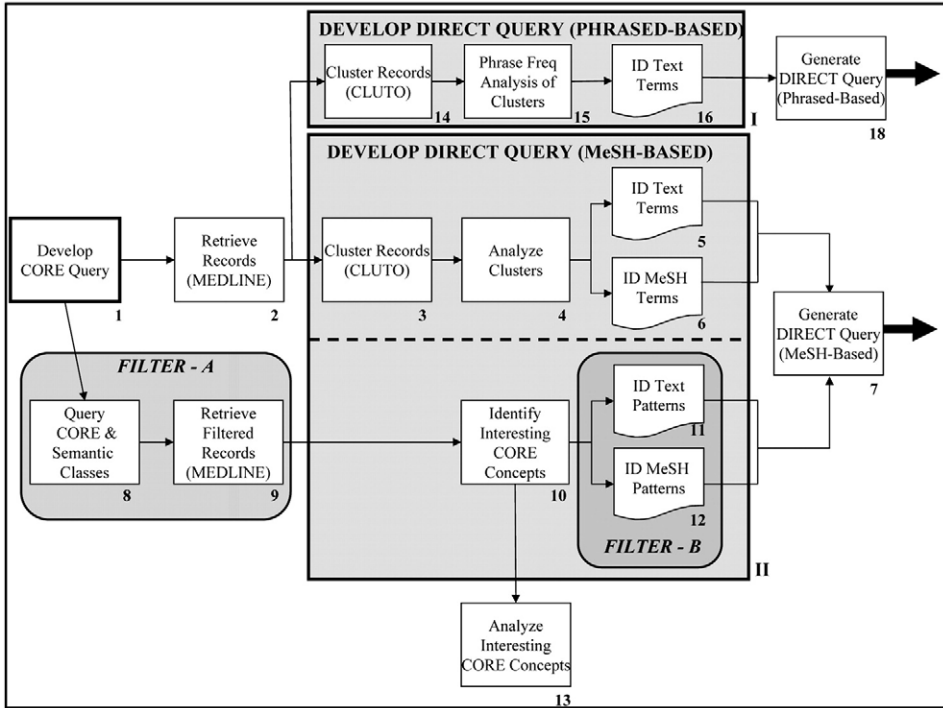 DEVELOP DIRECT QUERY (PHRASED-BASED)
Cluster Records
(CLUTO)
14
Phrase Freq
Analysis of
Clusters
15
ID Text
Terms
16
I
Generate
DIRECT Query
(Phrased-Based)
18
DEVELOP DIRECT QUERY (MeSH-BASED)
Develop
CORE Query
1
Retrieve
Records
(MEDLINE)
2
Cluster Records
(CLUTO)
3
Analyze
Clusters
4
ID Text
Terms
5
ID MeSH
Terms
6
Generate
DIRECT Query
(MeSH-Based)
7
FILTER - A
Query
CORE &
Semantic
Classes
8
Retrieve
Filtered
Records
(MEDLINE)
9
Identify
Interesting
CORE
Concepts
10
ID Text
Patterns
11
ID MeSH
Patterns
12
FILTER - B
II
Analyze
Interesting
CORE Concepts
13